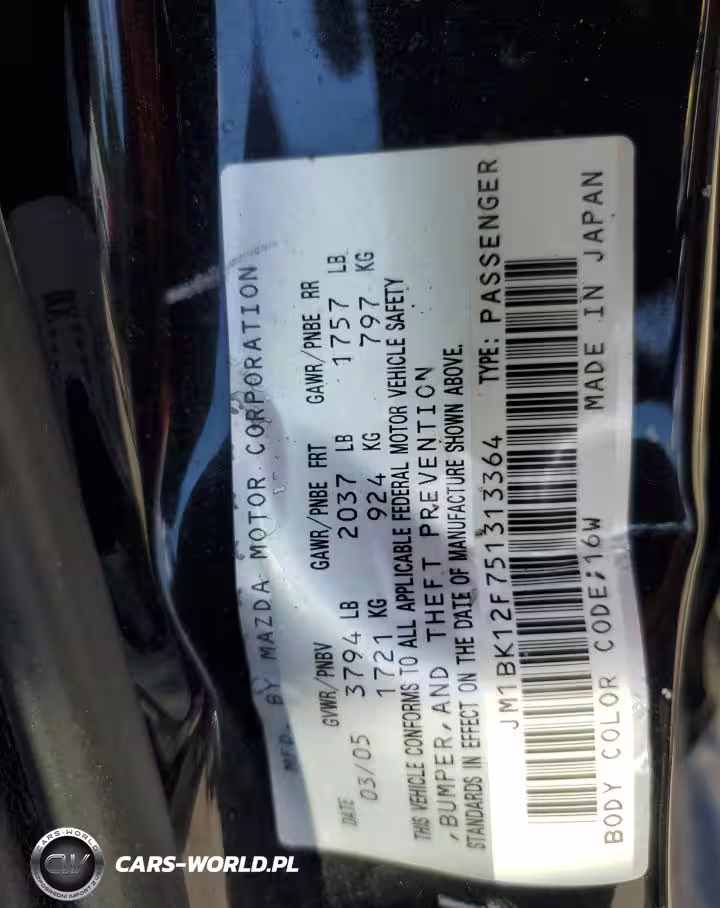 MFD. BY MAZDA MOTOR CORPORATION
DATE GVWR/PNBV GAWR/PNBE FRT GAWR/PNBE RR
03/05 3794 LB 2037 LB 1757 LB
1721 KG 924 KG 797 KG
THIS VEHICLE CONFORMS TO ALL APPLICABLE FEDERAL MOTOR VEHICLE SAFETY
,BUMPER,AND THEFT PREVENTION
STANDARDS IN EFFECT ON THE DATE OF MANUFACTURE SHOWN ABOVE.
JM1BK12F751313364 TYPE: PASSENGER
BODY COLOR CODE;16W MADE IN JAPAN
CARS-WORLD
CW
CARS-WORLD.PL